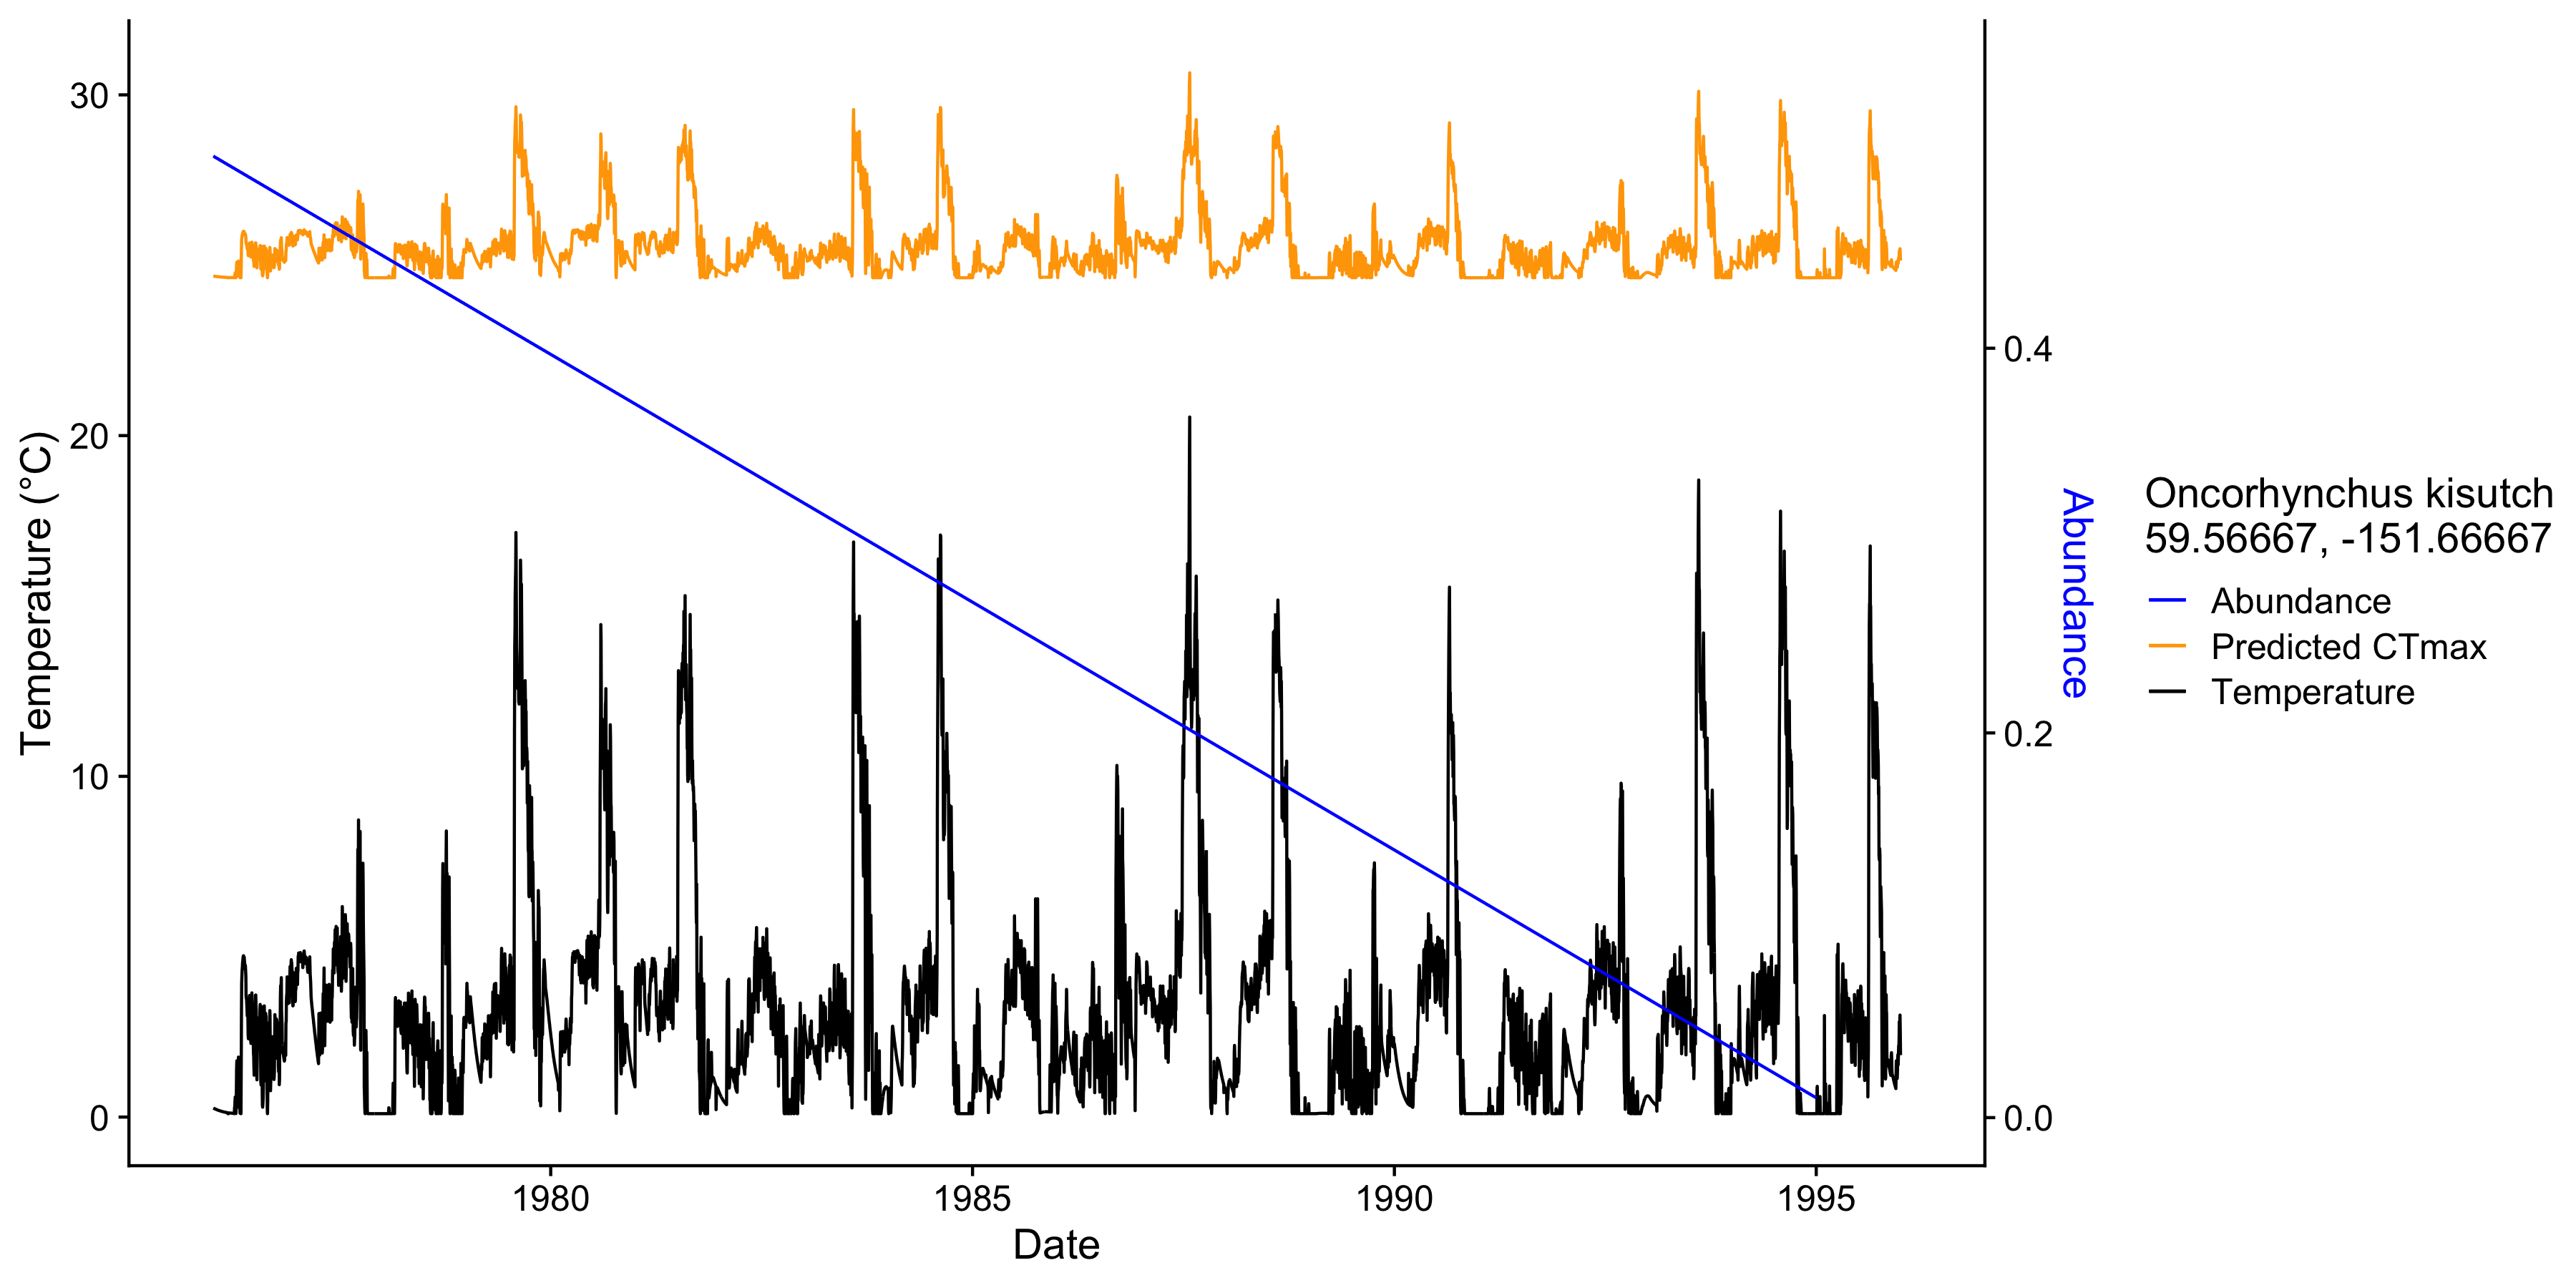 30
20
10
0
Temperature (°C)
1980
1985
1990
1995
Date
0.4
0.2
0.0
Abundance
Oncorhynchus kisutch
59.56667, -151.66667
Abundance
Predicted CTmax
Temperature